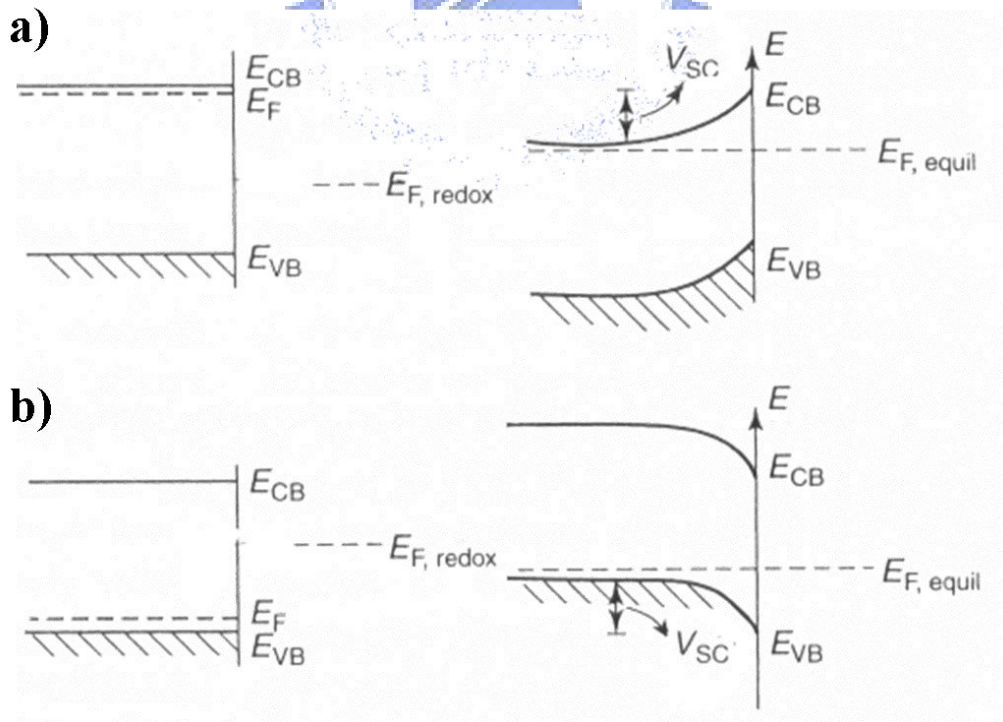 a)
E_CB
E_F
E_F, redox
E_VB
V_SC
E
E_CB
E_F, equil
E_VB
b)
E_CB
E_F, redox
E_F
E_VB
E
E_CB
E_F, equil
V_SC
E_VB